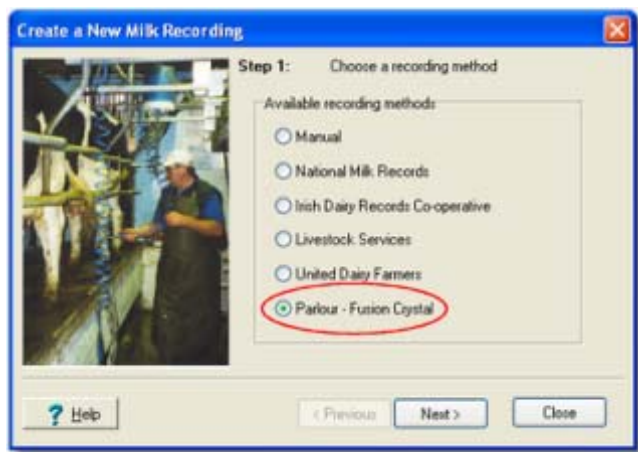 Create a New Milk Recording
Step 1: Choose a recording method
Available recording methods
Manual
National Milk Records
Irish Dairy Records Co-operative
Livestock Services
United Dairy Farmers
Parlour - Fusion Crystal
? Help
< Previous
Next >
Close